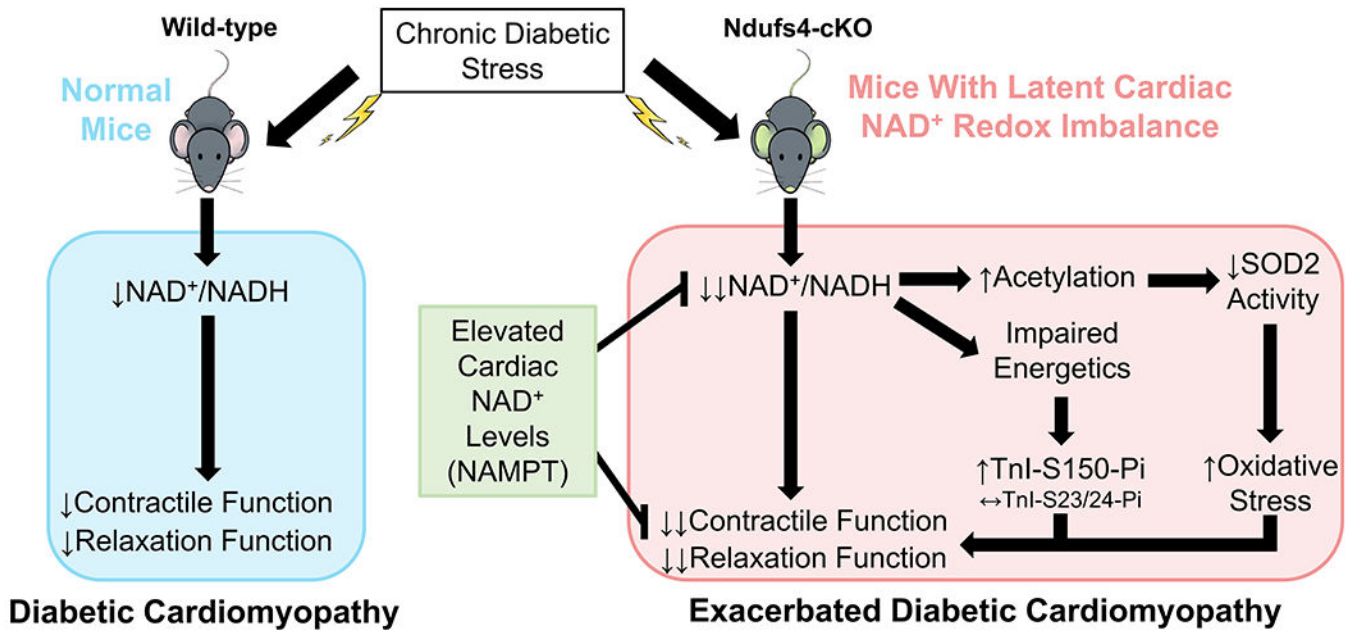 Wild-type
Chronic Diabetic
Stress
Ndufs4-cKO
Normal
Mice
Mice With Latent Cardiac
NAD⁺ Redox Imbalance
↓NAD⁺/NADH
↓Contractile Function
↓Relaxation Function
Diabetic Cardiomyopathy
Elevated
Cardiac
NAD⁺
Levels
(NAMPT)
↓↓NAD⁺/NADH
↑Acetylation
↓SOD2
Activity
Impaired
Energetics
↑TnI-S150-Pi
↔TnI-S23/24-Pi
↑Oxidative
Stress
↓↓Contractile Function
↓↓Relaxation Function
Exacerbated Diabetic Cardiomyopathy